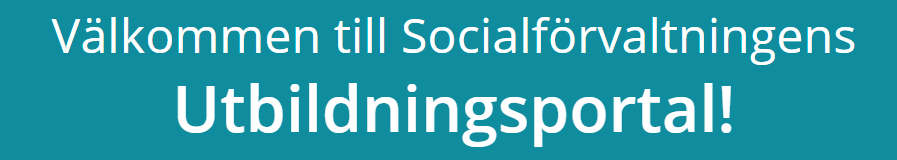 Välkommen till Socialförvaltningens
Utbildningsportal!